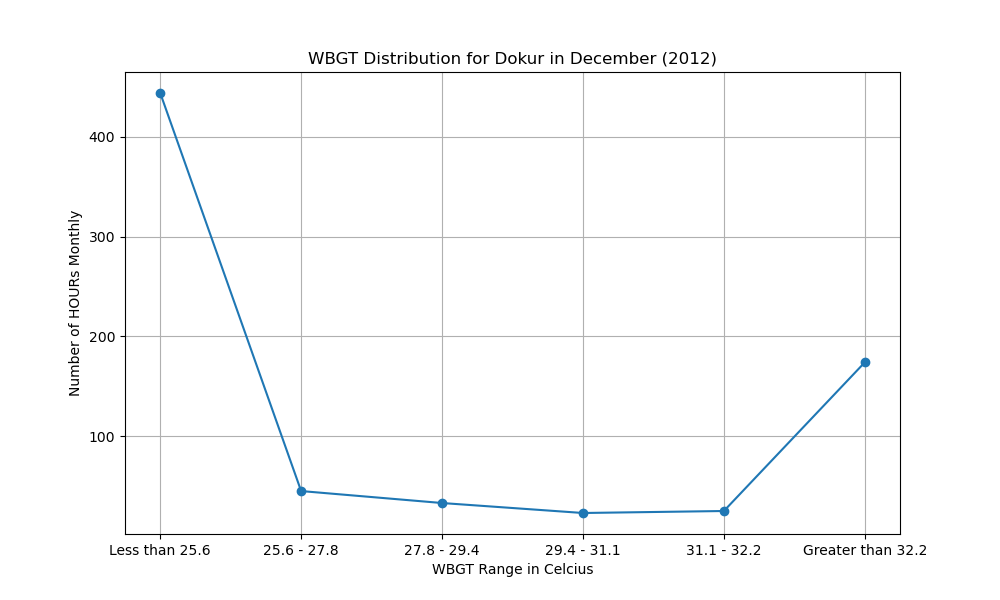 WBGT Distribution for Dokur in December (2012)
Number of HOURs Monthly
400
300
200
100
Less than 25.6
25.6 - 27.8
27.8 - 29.4
29.4 - 31.1
31.1 - 32.2
Greater than 32.2
WBGT Range in Celcius